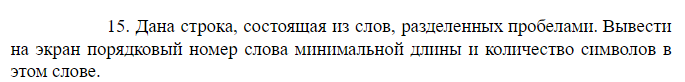 15. Дана строка, состоящая из слов, разделенных пробелами. Вывести
на экран порядковый номер слова минимальной длины и количество символов в
этом слове.